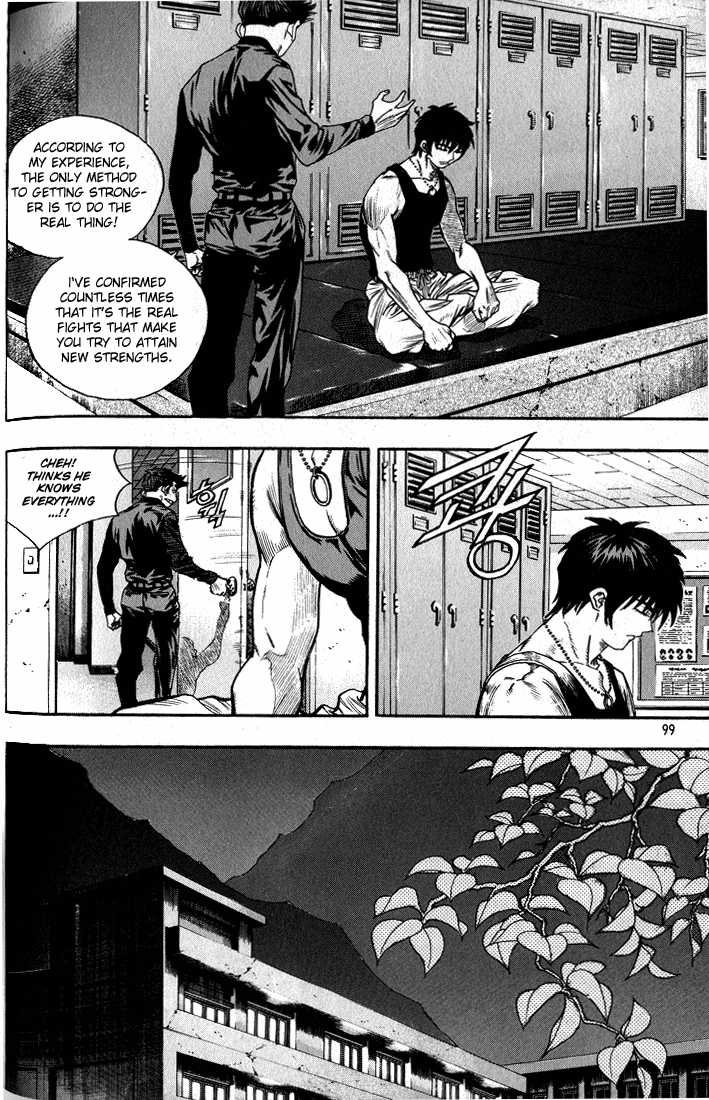 ACCORDING TO
MY EXPERIENCE,
THE ONLY METHOD
TO GETTING STRONG-
ER IS TO DO THE
REAL THING!
I'VE CONFIRMED
COUNTLESS TIMES
THAT IT'S THE REAL
FIGHTS THAT MAKE
YOU TRY TO ATTAIN
NEW STRENGTHS.
CHEH!
THINKS HE
KNOWS
EVERYTHING
...!!
99